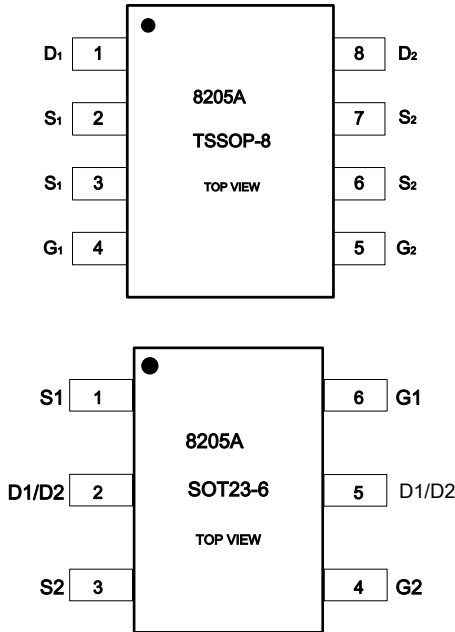 D₁ 1 8 D₂
8205A
S₁ 2 7 S₂
TSSOP-8
S₁ 3 6 S₂
TOP VIEW
G₁ 4 5 G₂
S1 1 6 G1
8205A
D1/D2 2 SOT23-6 5 D1/D2
TOP VIEW
S2 3 4 G2